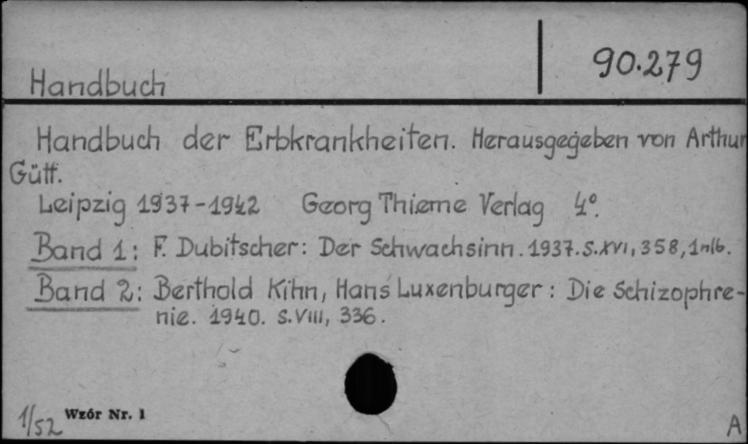 90.279
Handbuch
Handbuch der Erbkrankheiten. Herausgegeben von Arthur
Gütt.
Leipzig 1937-1942 Georg Thieme Verlag 4°.
Band 1: F. Dubitscher: Der Schwachsinn. 1937. S.XVI, 358, 1 nlb.
Band 2: Berthold Kihn, Hans Luxenburger: Die Schizophre-
nie. 1940. S.VIII, 336.
1/52 Wzór Nr. 1
A